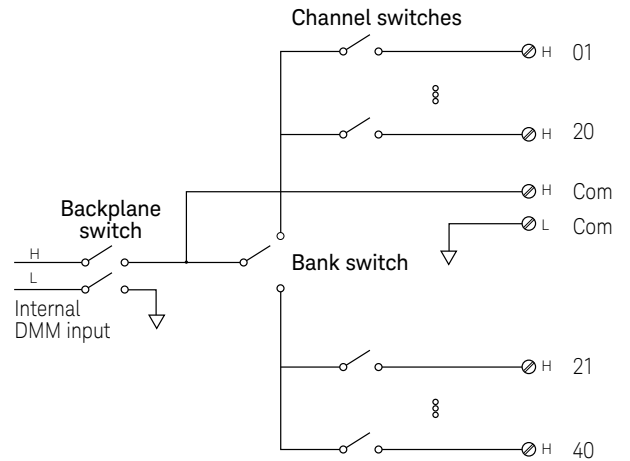 Channel switches
H 01
H 20
H Com
L Com
Backplane
switch
H
L
Internal
DMM input
Bank switch
H 21
H 40